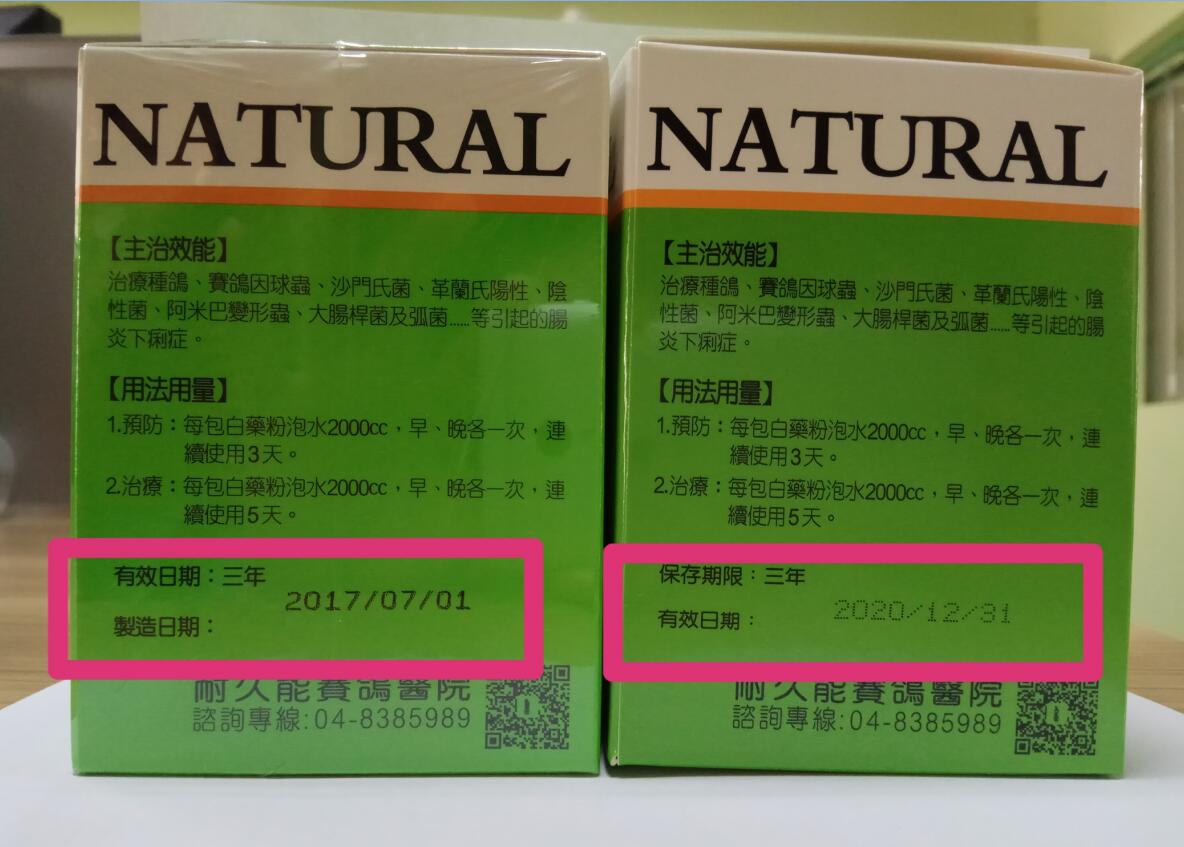 NATURAL
【主治效能】
治療種鴿、賽鴿因球蟲、沙門氏菌、革蘭氏陽性、陰
性菌、阿米巴變形蟲、大腸桿菌及弧菌......等引起的腸
炎下痢症。
【用法用量】
1.預防：每包白藥粉泡水2000cc，早、晚各一次，連
續使用3天。
2.治療：每包白藥粉泡水2000cc，早、晚各一次，連
續使用5天。
有效日期：三年
2017/07/01
製造日期：
耐久能賽鴿醫院
諮詢專線:04-8385989
NATURAL
【主治效能】
治療種鴿、賽鴿因球蟲、沙門氏菌、革蘭氏陽性、陰
性菌、阿米巴變形蟲、大腸桿菌及弧菌......等引起的腸
炎下痢症。
【用法用量】
1.預防：每包白藥粉泡水2000cc，早、晚各一次，連
續使用3天。
2.治療：每包白藥粉泡水2000cc，早、晚各一次，連
續使用5天。
保存期限：三年
2020/12/31
有效日期：
耐久能賽鴿醫院
諮詢專線:04-8385989